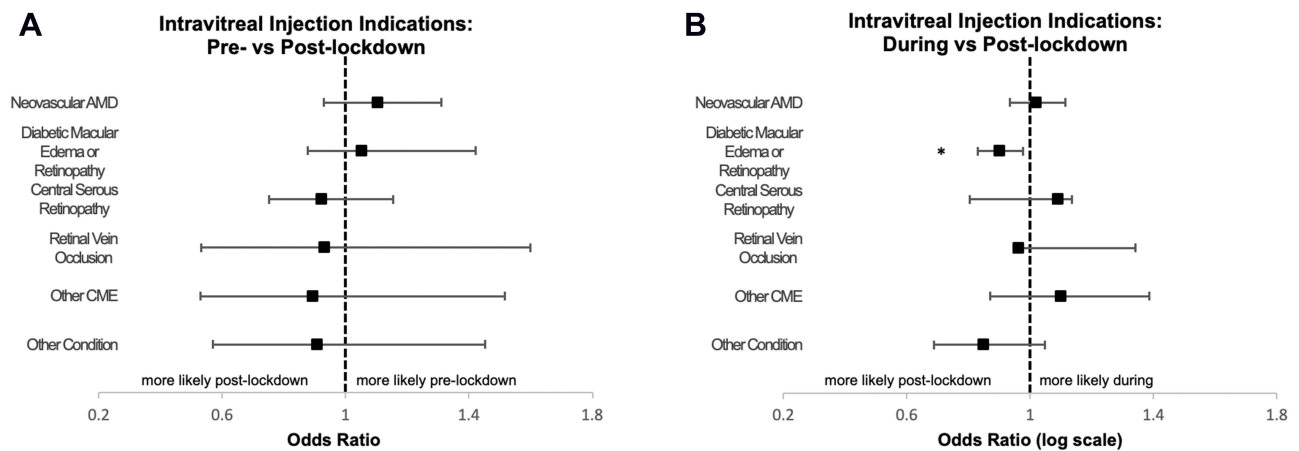 A
Intravitreal Injection Indications:
Pre- vs Post-lockdown
Neovascular AMD
Diabetic Macular
Edema or
Retinopathy
Central Serous
Retinopathy
Retinal Vein
Occlusion
Other CME
Other Condition
more likely post-lockdown
more likely pre-lockdown
0.2
0.6
1
1.4
1.8
Odds Ratio
B
Intravitreal Injection Indications:
During vs Post-lockdown
Neovascular AMD
Diabetic Macular
Edema or
Retinopathy
*
Central Serous
Retinopathy
Retinal Vein
Occlusion
Other CME
Other Condition
more likely post-lockdown
more likely during
0.2
0.6
1
1.4
1.8
Odds Ratio (log scale)